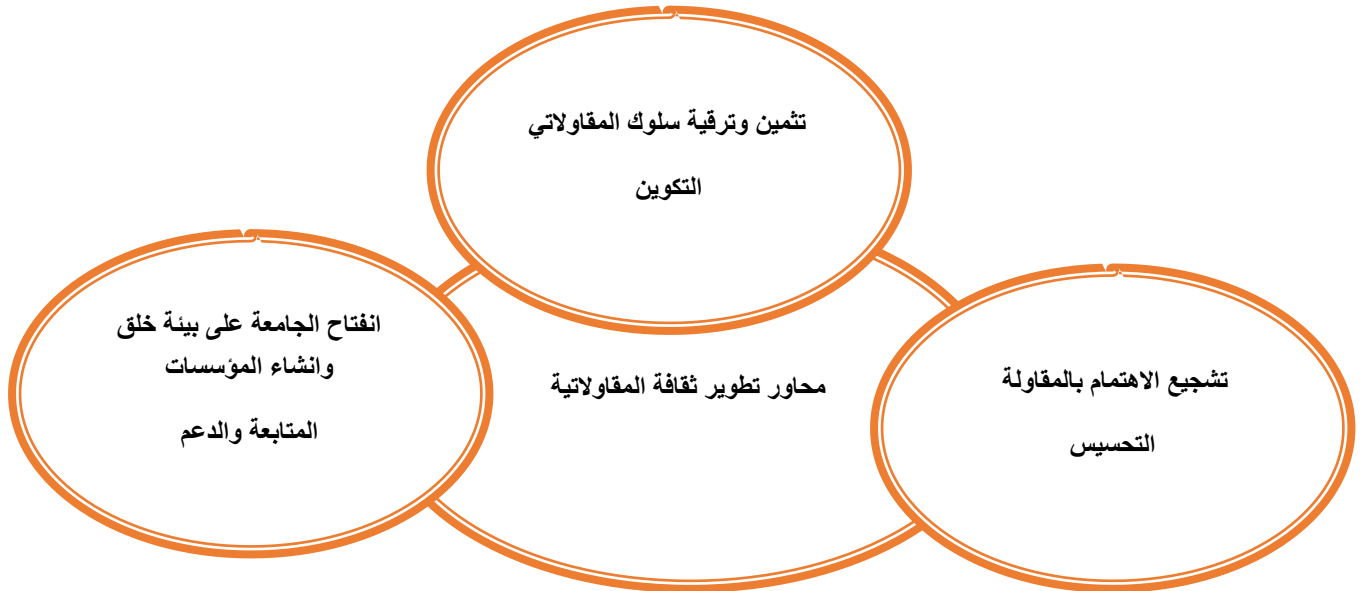 تثمين وترقية سلوك المقاولاتي
التكوين
تشجيع الاهتمام بالمقاولة
التحسيس
محاور تطوير ثقافة المقاولاتية
انفتاح الجامعة على بيئة خلق
وانشاء المؤسسات
المتابعة والدعم